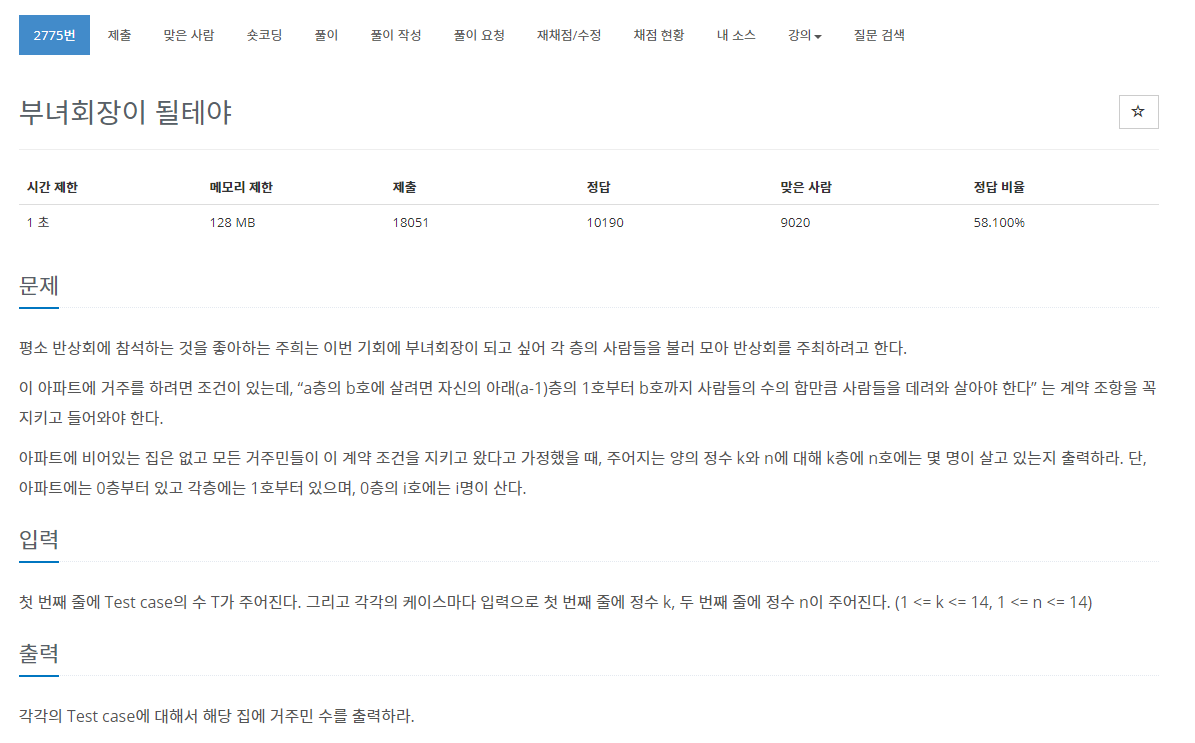 2775번 제출 맞은 사람 숏코딩 풀이 풀이 작성 풀이 요청 재채점/수정 채점 현황 내 소스 강의 질문 검색
부녀회장이 될테야
시간 제한 메모리 제한 제출 정답 맞은 사람 정답 비율
1 초 128 MB 18051 10190 9020 58.100%
문제
평소 반상회에 참석하는 것을 좋아하는 주희는 이번 기회에 부녀회장이 되고 싶어 각 층의 사람들을 불러 모아 반상회를 주최하려고 한다.
이 아파트에 거주를 하려면 조건이 있는데, “a층의 b호에 살려면 자신의 아래(a-1)층의 1호부터 b호까지 사람들의 수의 합만큼 사람들을 데려와 살아야 한다” 는 계약 조항을 꼭
지키고 들어와야 한다.
아파트에 비어있는 집은 없고 모든 거주민들이 이 계약 조건을 지키고 왔다고 가정했을 때, 주어지는 양의 정수 k와 n에 대해 k층에 n호에는 몇 명이 살고 있는지 출력하라. 단,
아파트에는 0층부터 있고 각층에는 1호부터 있으며, 0층의 i호에는 i명이 산다.
입력
첫 번째 줄에 Test case의 수 T가 주어진다. 그리고 각각의 케이스마다 입력으로 첫 번째 줄에 정수 k, 두 번째 줄에 정수 n이 주어진다. (1 <= k <= 14, 1 <= n <= 14)
출력
각각의 Test case에 대해서 해당 집에 거주민 수를 출력하라.